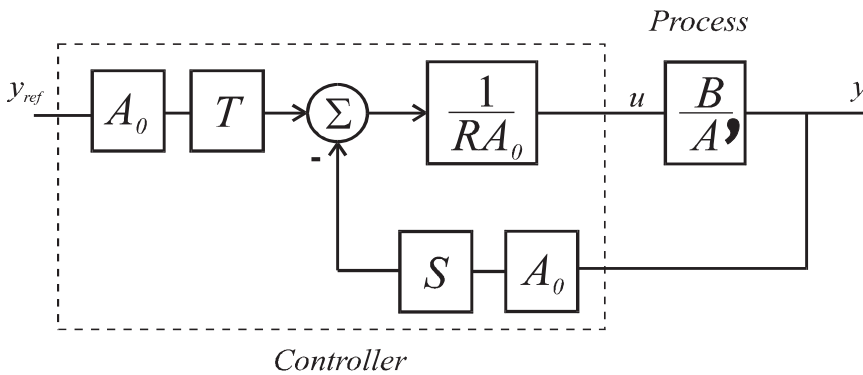 Process
y_ref
A_0
T
Σ
-
1
RA_0
u
B
A’
y
S
A_0
Controller